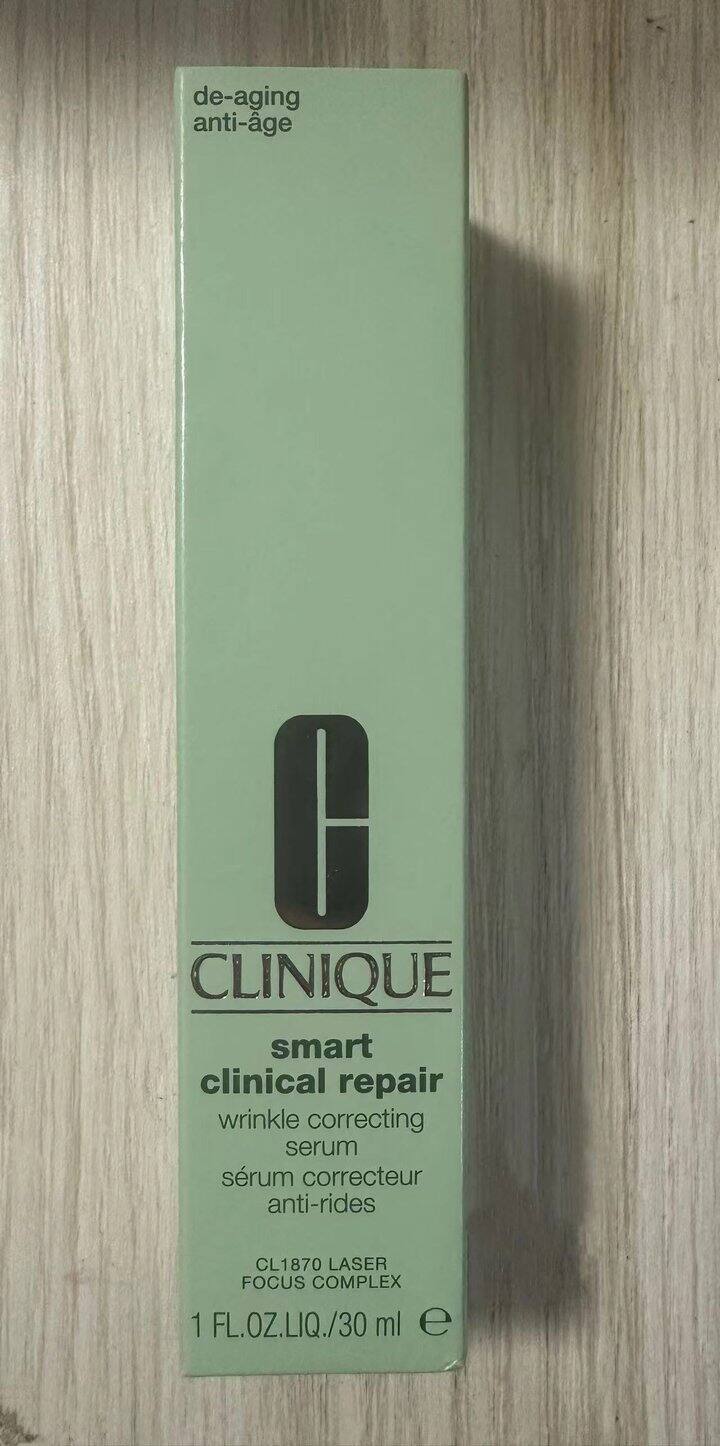 de-aging
anti-âge
CLINIQUE
smart
clinical repair
wrinkle correcting
serum
sérum correcteur
anti-rides
CL1870 LASER
FOCUS COMPLEX
1 FL.OZ.LIQ./30 ml ℮